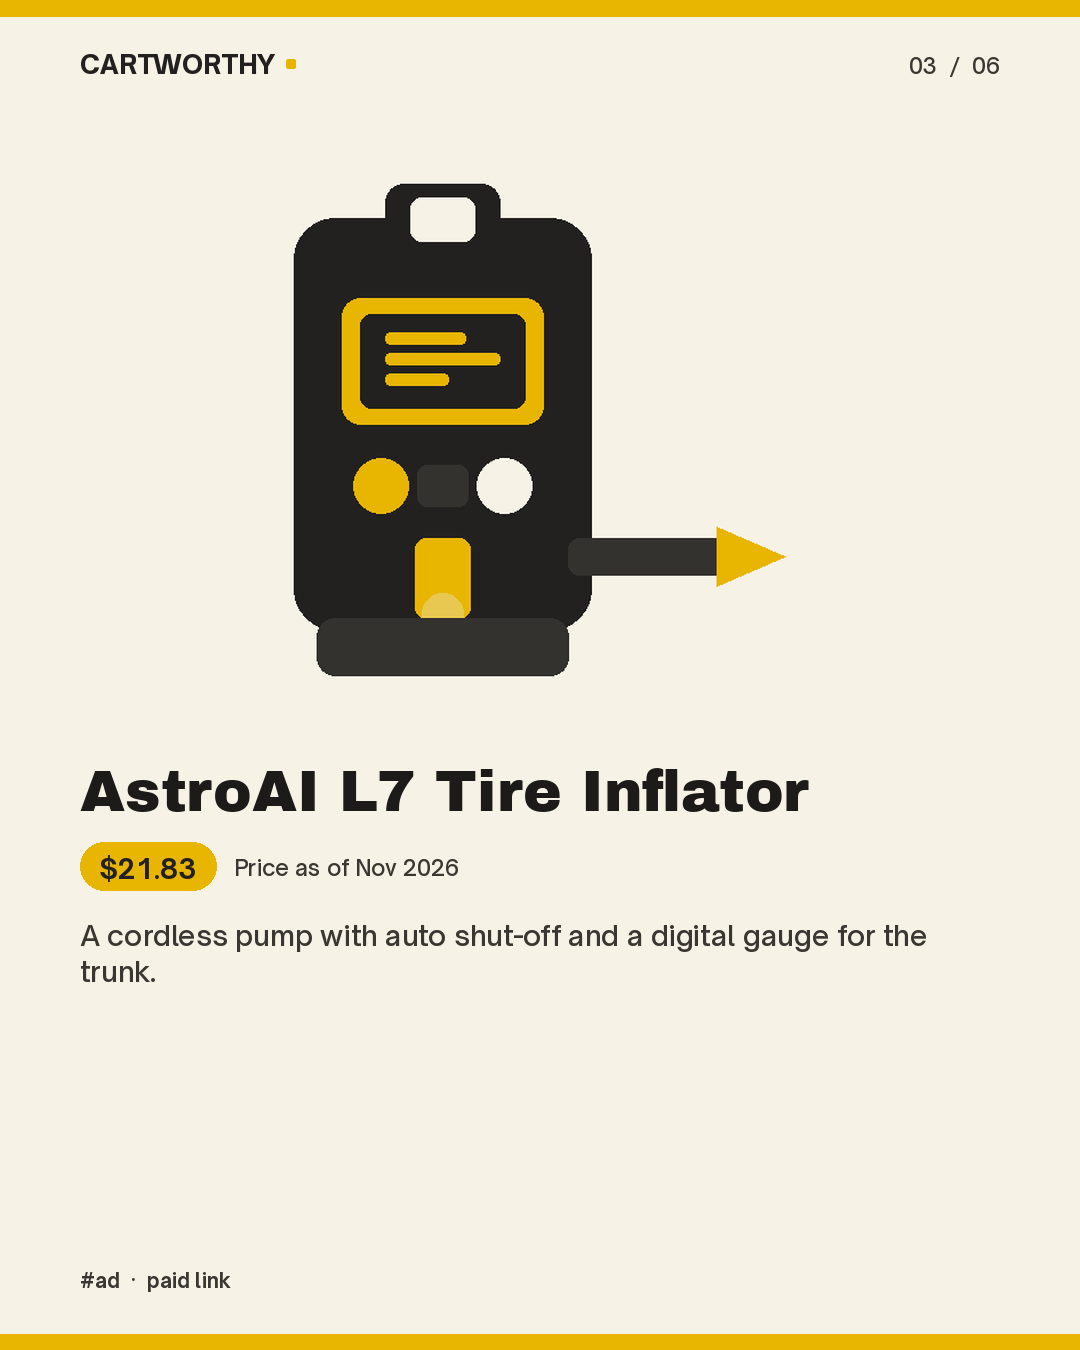 CARTWORTHY
03 / 06
AstroAI L7 Tire Inflator
$21.83 Price as of Nov 2026
A cordless pump with auto shut-off and a digital gauge for the
trunk.
#ad · paid link